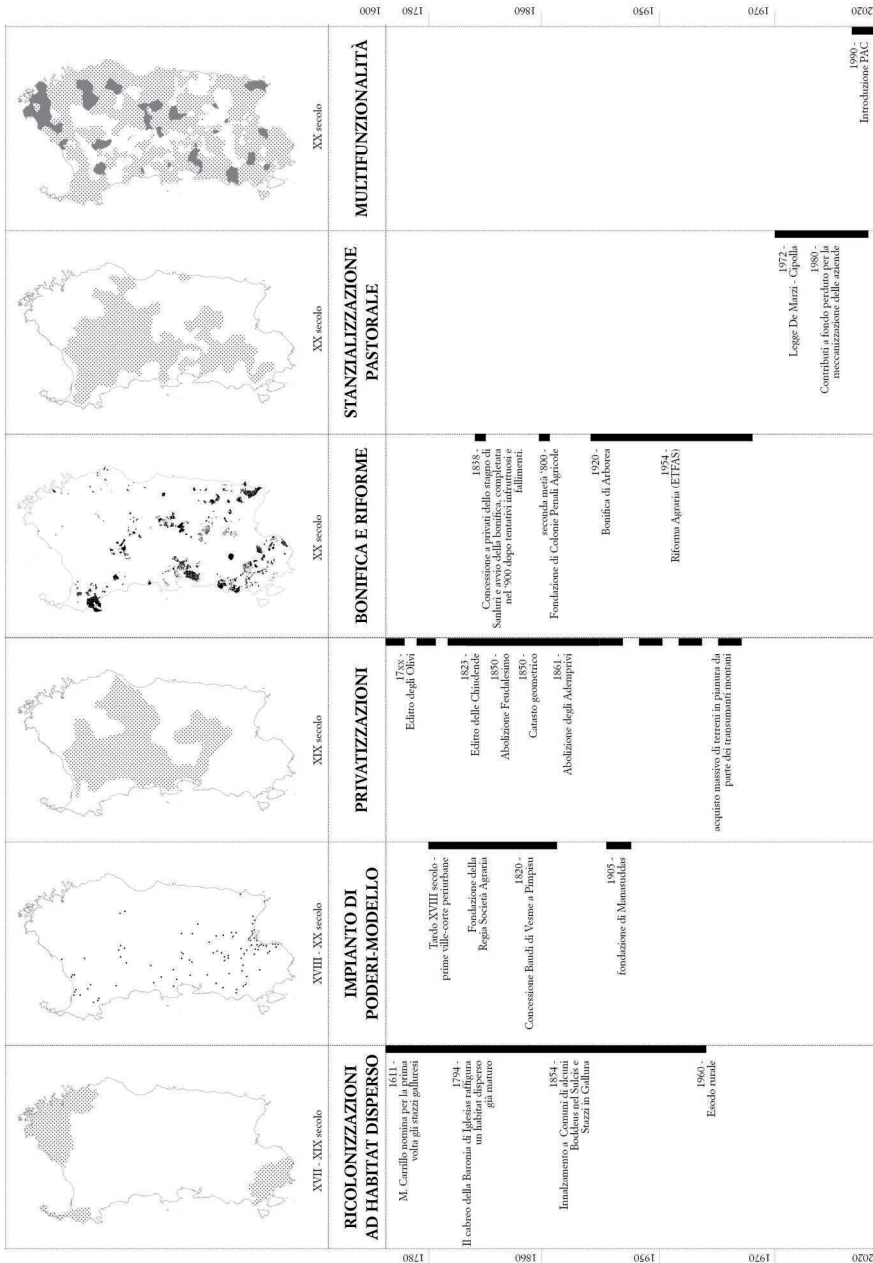 XVII - XIX secolo
RICOLONIZZAZIONI
AD HABITAT DISPERSO
1611 -
M. Carrillo nomina per la prima
volta gli stazzi galluresi
1794 -
Il cabreo della Baronia di Iglesias raffigura
un habitat disperso
già maturo
1854 -
Innalzamento a Comuni di alcuni
Boddeus nel Sulcis e
Stazzi in Gallura
1960 -
Esodo rurale
XVIII - XX secolo
IMPIANTO DI
PODERI-MODELLO
Tardo XVIII secolo -
prime ville-corte periurbane
Fondazione della
Regia Società Agraria
1820 -
Concessione Baudi di Vesme a Pimpisu
1905 -
fondazione di Manasuddas
XIX secolo
PRIVATIZZAZIONI
17xx -
Editto degli Olivi
1823 -
Editto delle Chiudende
1850 -
Abolizione Feudalesimo
1850 -
Catasto geometrico
1861 -
Abolizione degli Ademprivi
acquisto massivo di terreni in pianura da
parte dei transumanti montani
XX secolo
BONIFICA E RIFORME
1838 -
Concessione a privati dello stagno di
Sanluri e avvio della bonifica, completata
nel '900 dopo tentativi infruttuosi e
fallimenti.
seconda metà '800 -
Fondazione di Colonie Penali Agricole
1920 -
Bonifica di Arborea
1954 -
Riforma Agraria (ETFAS)
XX secolo
STANZIALIZZAZIONE
PASTORALE
1972 -
Legge De Marzi - Cipolla
1980 -
Contributi a fondo perduto per la
meccanizzazione delle aziende
XX secolo
MULTIFUNZIONALITÀ
1990 -
Introduzione PAC
1600
1780
1860
1950
1970
2020
1780
1860
1950
1970
2020